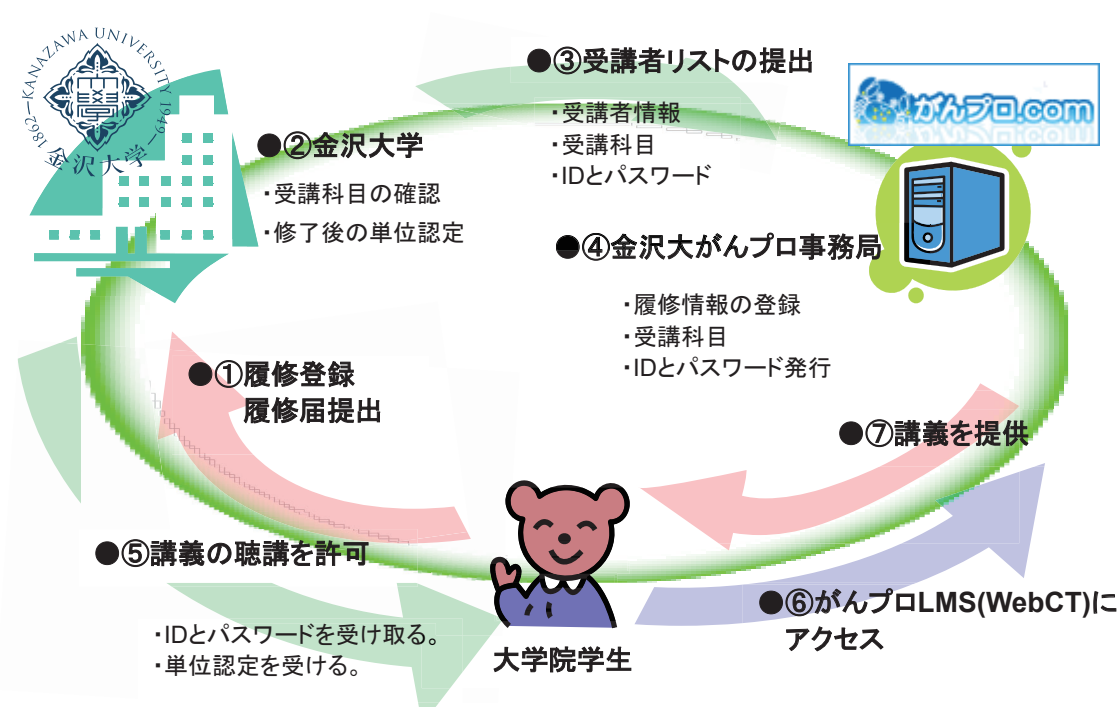 1862–KANAZAWA UNIVERSITY 1949–
金沢大学
●②金沢大学
・受講科目の確認
・修了後の単位認定
●③受講者リストの提出
・受講者情報
・受講科目
・IDとパスワード
がんプロ.com
●④金沢大がんプロ事務局
・履修情報の登録
・受講科目
・IDとパスワード発行
●①履修登録
履修届提出
●⑦講義を提供
●⑤講義の聴講を許可
・IDとパスワードを受け取る。
・単位認定を受ける。
大学院学生
●⑥がんプロLMS(WebCT)に
アクセス